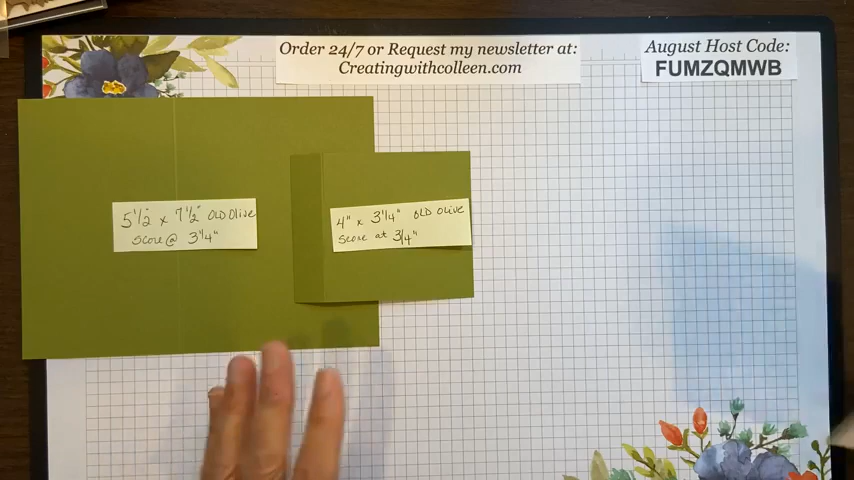 Order 24/7 or Request my newsletter at:
Creatingwithcolleen.com
August Host Code:
FUMZQMWB
5 1/2" x 7 1/2" OLD Olive
Score @ 3 1/4"
4" x 3 1/4" OLD Olive
Score at 3/4"